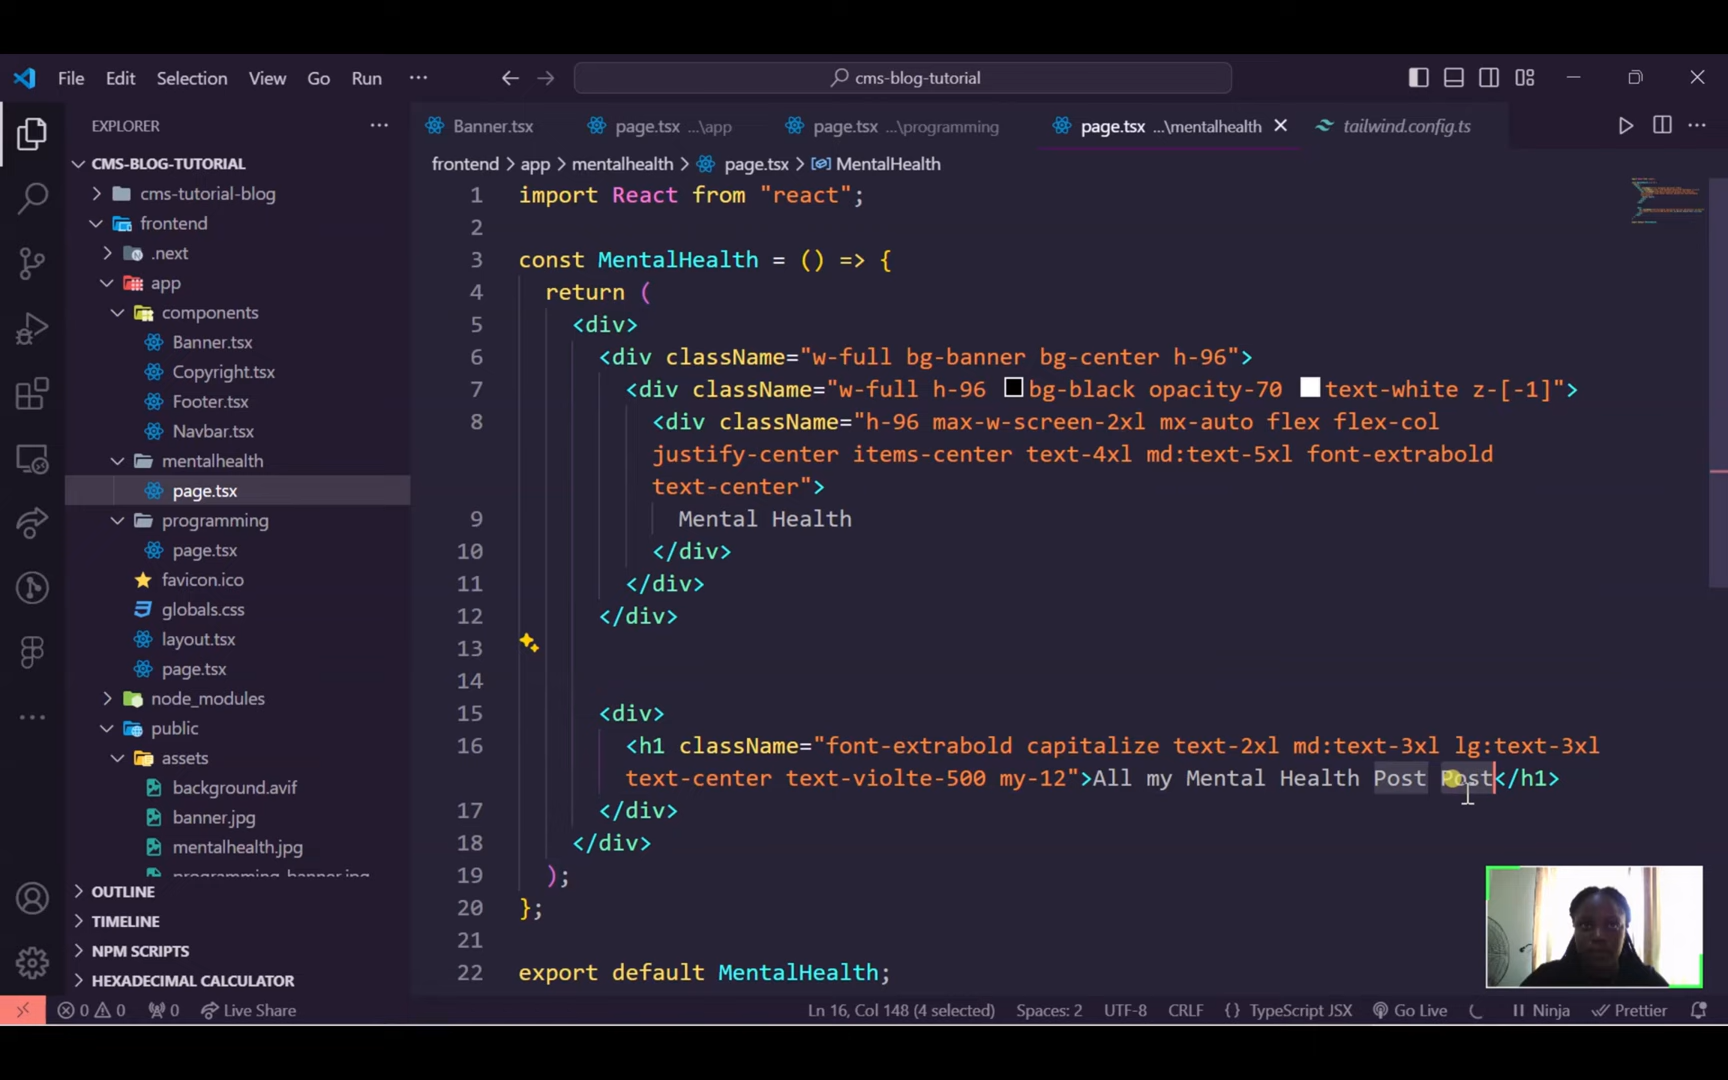 File Edit Selection View Go Run ··· cms-blog-tutorial
EXPLORER ···
Banner.tsx page.tsx ...\app page.tsx ...\programming page.tsx ...\mentalhealth tailwind.config.ts ···
CMS-BLOG-TUTORIAL
cms-tutorial-blog
frontend
.next
app
components
Banner.tsx
Copyright.tsx
Footer.tsx
Navbar.tsx
mentalhealth
page.tsx
programming
page.tsx
favicon.ico
globals.css
layout.tsx
page.tsx
node_modules
public
assets
background.avif
banner.jpg
mentalhealth.jpg
programming-banner.jpg
OUTLINE
TIMELINE
NPM SCRIPTS
HEXADECIMAL CALCULATOR
frontend > app > mentalhealth > page.tsx > MentalHealth
1 import React from "react";
2
3 const MentalHealth = () => {
4 return (
5 <div>
6 <div className="w-full bg-banner bg-center h-96">
7 <div className="w-full h-96 bg-black opacity-70 text-white z-[-1]">
8 <div className="h-96 max-w-screen-2xl mx-auto flex flex-col
justify-center items-center text-4xl md:text-5xl font-extrabold
text-center">
9 Mental Health
10 </div>
11 </div>
12 </div>
13
14
15 <div>
16 <h1 className="font-extrabold capitalize text-2xl md:text-3xl lg:text-3xl
text-center text-violte-500 my-12">All my Mental Health Post Post</h1>
17 </div>
18 </div>
19 );
20 };
21
22 export default MentalHealth;
0 0 0 Live Share Ln 16, Col 148 (4 selected) Spaces: 2 UTF-8 CRLF {} TypeScript JSX Go Live Ninja Prettier